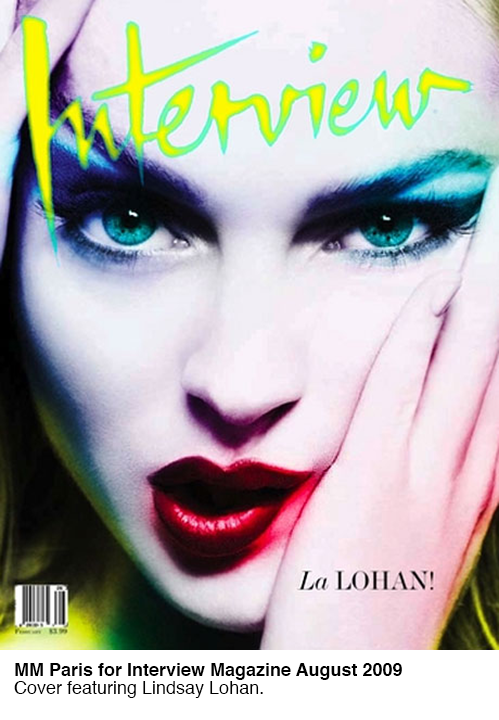 Interview
La LOHAN!
$3.99
MM Paris for Interview Magazine August 2009
Cover featuring Lindsay Lohan.